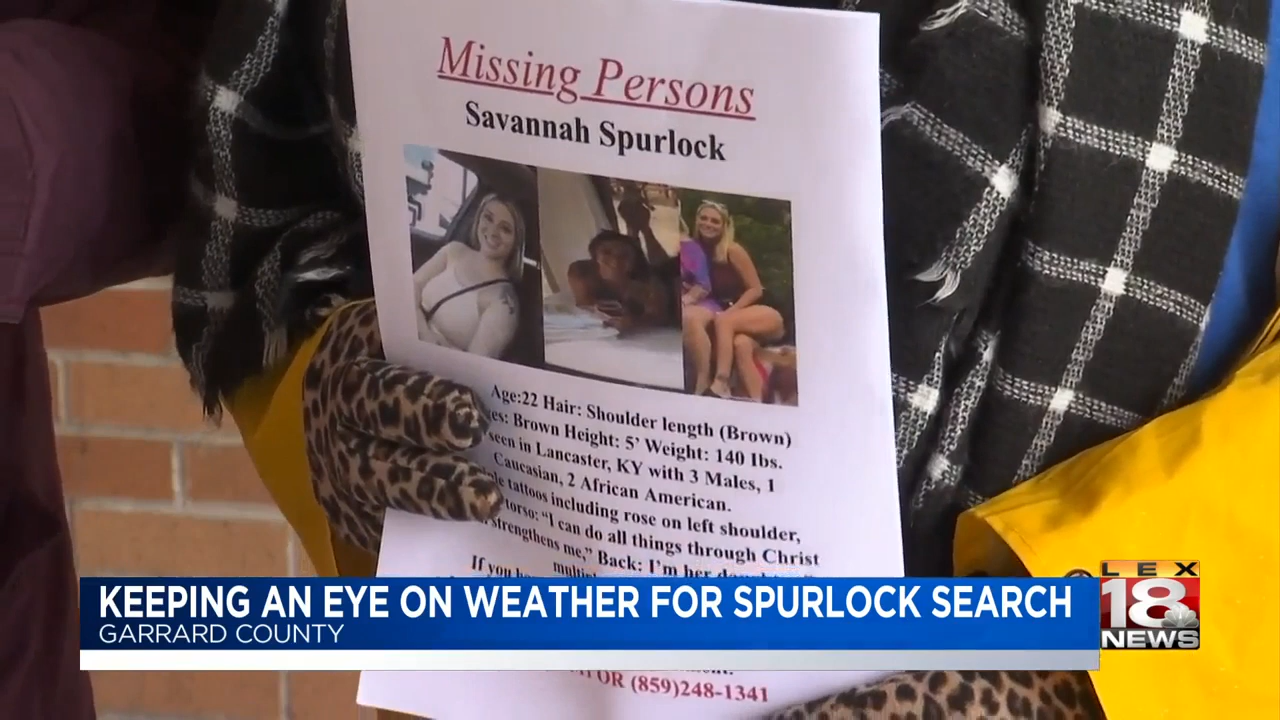 Missing Persons
Savannah Spurlock
Age:22 Hair: Shoulder length (Brown)
Brown Height: 5' Weight: 140 Ibs.
seen in Lancaster, KY with 3 Males, 1
Caucasian, 2 African American.
tattoos including rose on left shoulder,
torso: "I can do all things through Christ
strengthens me," Back: I'm her
If you
KEEPING AN EYE ON WEATHER FOR SPURLOCK SEARCH
GARRARD COUNTY
LEX
18
NEWS
OR (859)248-1341